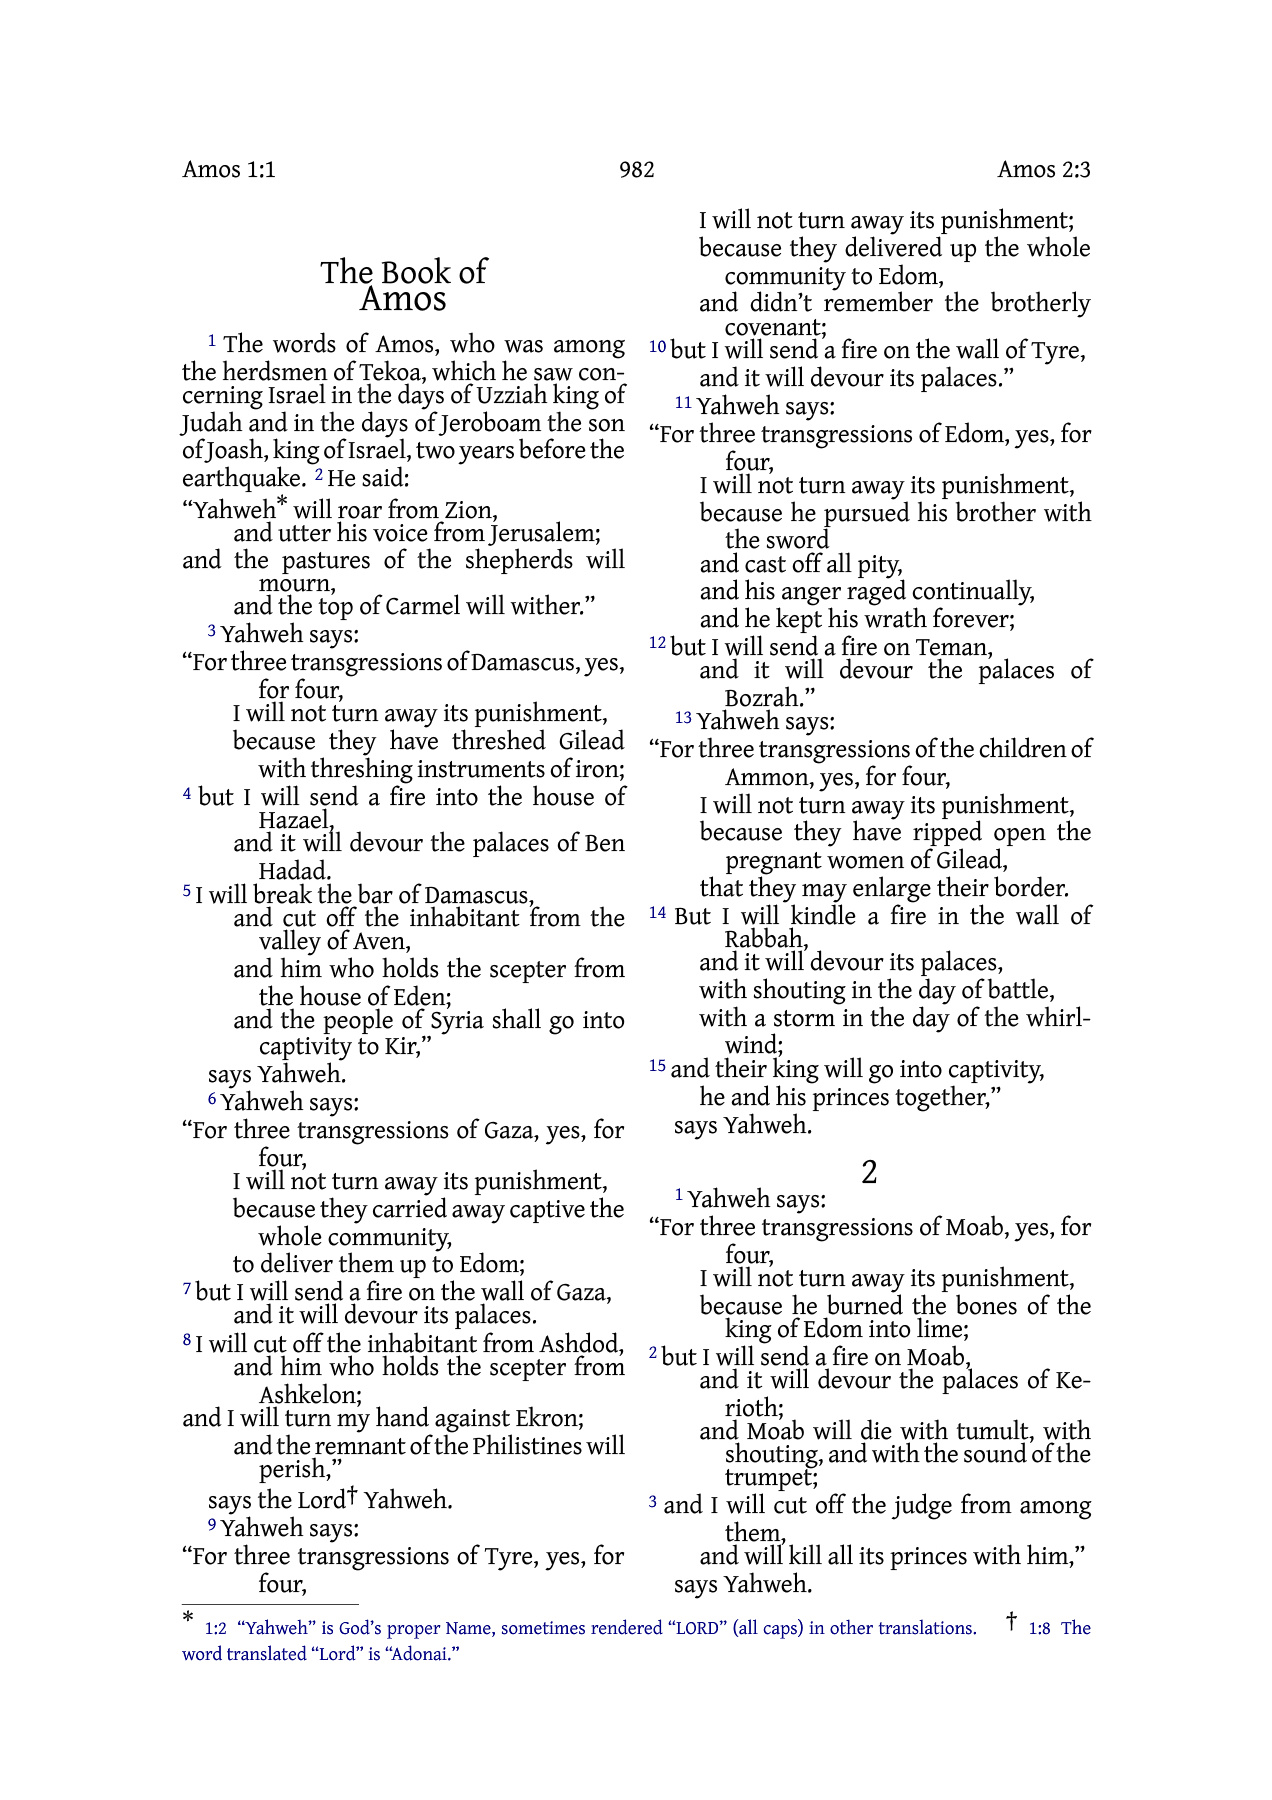 Amos 1:1 982 Amos 2:3
The Book of
Amos
1 The words of Amos, who was among
the herdsmen of Tekoa, which he saw con-
cerning Israel in the days of Uzziah king of
Judah and in the days of Jeroboam the son
of Joash, king of Israel, two years before the
earthquake. 2 He said:
“Yahweh* will roar from Zion,
and utter his voice from Jerusalem;
and the pastures of the shepherds will
mourn,
and the top of Carmel will wither.”
3 Yahweh says:
“For three transgressions of Damascus, yes,
for four,
I will not turn away its punishment,
because they have threshed Gilead
with threshing instruments of iron;
4 but I will send a fire into the house of
Hazael,
and it will devour the palaces of Ben
Hadad.
5 I will break the bar of Damascus,
and cut off the inhabitant from the
valley of Aven,
and him who holds the scepter from
the house of Eden;
and the people of Syria shall go into
captivity to Kir,”
says Yahweh.
6 Yahweh says:
“For three transgressions of Gaza, yes, for
four,
I will not turn away its punishment,
because they carried away captive the
whole community,
to deliver them up to Edom;
7 but I will send a fire on the wall of Gaza,
and it will devour its palaces.
8 I will cut off the inhabitant from Ashdod,
and him who holds the scepter from
Ashkelon;
and I will turn my hand against Ekron;
and the remnant of the Philistines will
perish,”
says the Lord† Yahweh.
9 Yahweh says:
“For three transgressions of Tyre, yes, for
four,
I will not turn away its punishment;
because they delivered up the whole
community to Edom,
and didn’t remember the brotherly
covenant;
10 but I will send a fire on the wall of Tyre,
and it will devour its palaces.”
11 Yahweh says:
“For three transgressions of Edom, yes, for
four,
I will not turn away its punishment,
because he pursued his brother with
the sword
and cast off all pity,
and his anger raged continually,
and he kept his wrath forever;
12 but I will send a fire on Teman,
and it will devour the palaces of
Bozrah.”
13 Yahweh says:
“For three transgressions of the children of
Ammon, yes, for four,
I will not turn away its punishment,
because they have ripped open the
pregnant women of Gilead,
that they may enlarge their border.
14 But I will kindle a fire in the wall of
Rabbah,
and it will devour its palaces,
with shouting in the day of battle,
with a storm in the day of the whirl-
wind;
15 and their king will go into captivity,
he and his princes together,”
says Yahweh.
2
1 Yahweh says:
“For three transgressions of Moab, yes, for
four,
I will not turn away its punishment,
because he burned the bones of the
king of Edom into lime;
2 but I will send a fire on Moab,
and it will devour the palaces of Ke-
rioth;
and Moab will die with tumult, with
shouting, and with the sound of the
trumpet;
3 and I will cut off the judge from among
them,
and will kill all its princes with him,”
says Yahweh.
* 1:2 “Yahweh” is God’s proper Name, sometimes rendered “LORD” (all caps) in other translations. † 1:8 The
word translated “Lord” is “Adonai.”